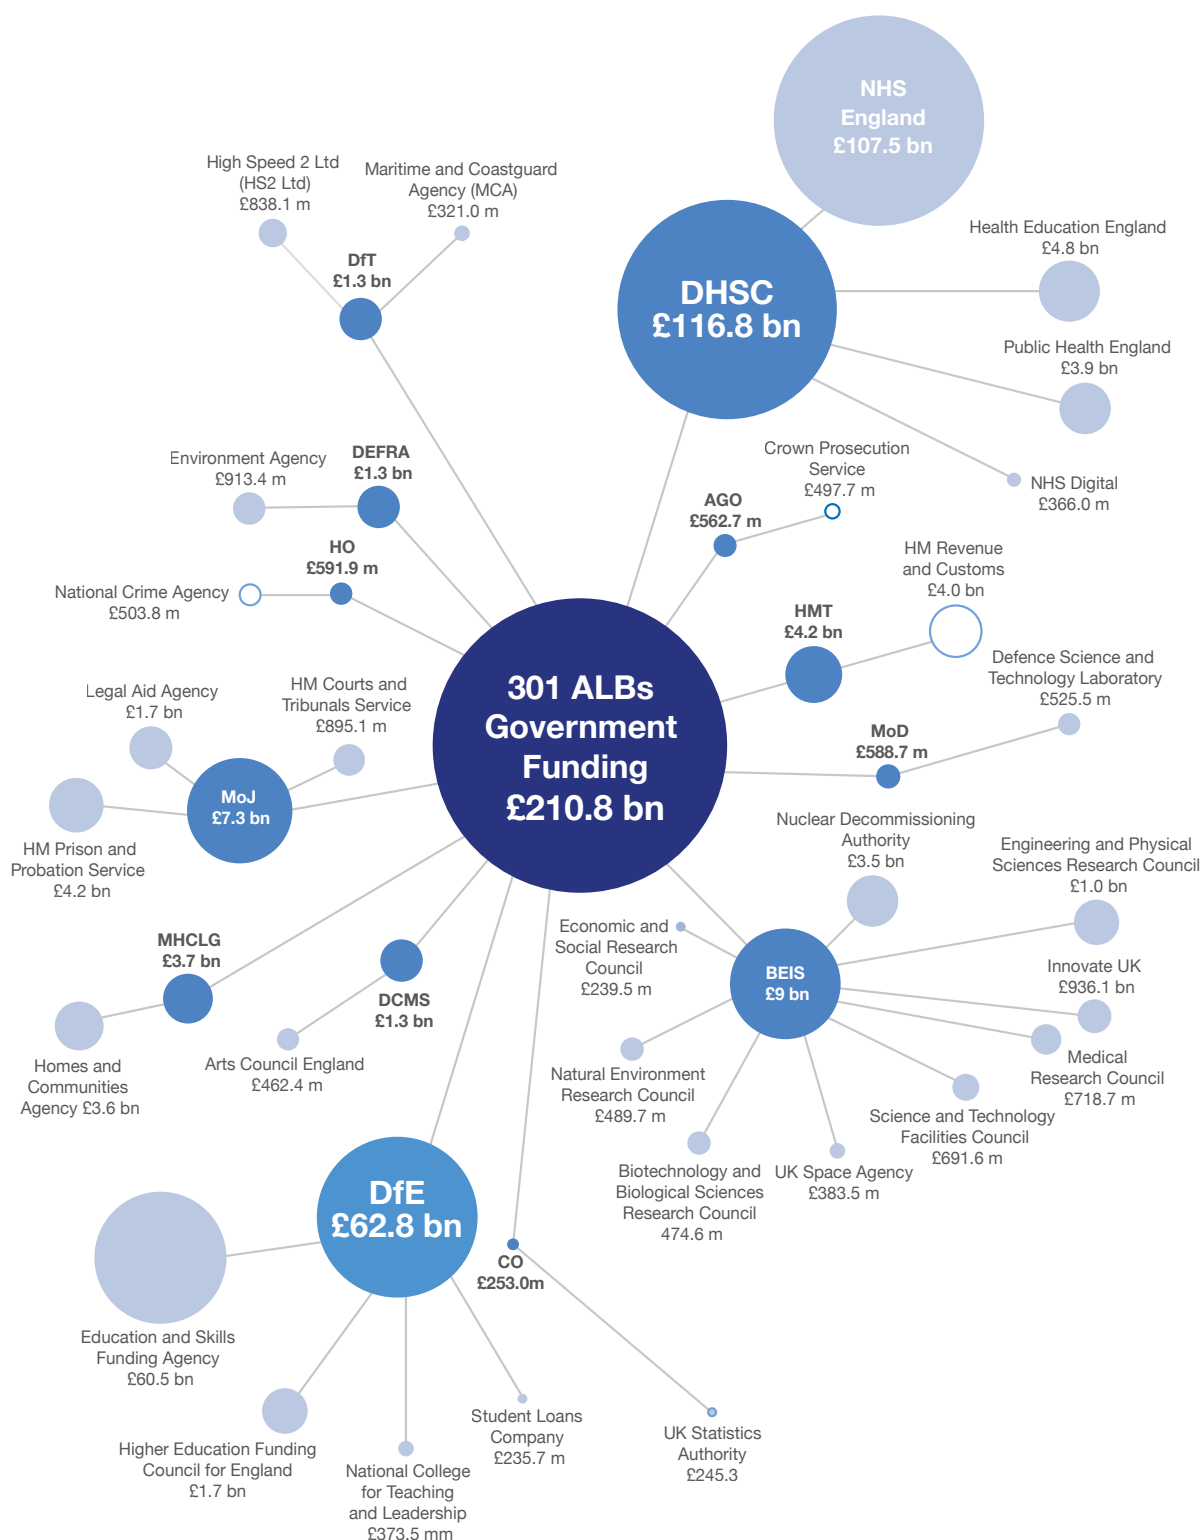 NHS
England
£107.5 bn
High Speed 2 Ltd
(HS2 Ltd)
£838.1 m
Maritime and Coastguard
Agency (MCA)
£321.0 m
DfT
£1.3 bn
DHSC
£116.8 bn
Health Education England
£4.8 bn
Public Health England
£3.9 bn
NHS Digital
£366.0 m
Environment Agency
£913.4 m
DEFRA
£1.3 bn
Crown Prosecution
Service
£497.7 m
AGO
£562.7 m
HO
£591.9 m
National Crime Agency
£503.8 m
HM Revenue
and Customs
£4.0 bn
HMT
£4.2 bn
Defence Science and
Technology Laboratory
£525.5 m
MoD
£588.7 m
Legal Aid Agency
£1.7 bn
HM Courts and
Tribunals Service
£895.1 m
MoJ
£7.3 bn
HM Prison and
Probation Service
£4.2 bn
301 ALBs
Government
Funding
£210.8 bn
Nuclear Decommissioning
Authority
£3.5 bn
Engineering and Physical
Sciences Research Council
£1.0 bn
Economic and
Social Research
Council
£239.5 m
BEIS
£9 bn
Innovate UK
£936.1 bn
Medical
Research Council
£718.7 m
Natural Environment
Research Council
£489.7 m
Science and Technology
Facilities Council
£691.6 m
Biotechnology and
Biological Sciences
Research Council
474.6 m
UK Space Agency
£383.5 m
MHCLG
£3.7 bn
Homes and
Communities
Agency £3.6 bn
DCMS
£1.3 bn
Arts Council England
£462.4 m
DfE
£62.8 bn
CO
£253.0m
Education and Skills
Funding Agency
£60.5 bn
Higher Education Funding
Council for England
£1.7 bn
National College
for Teaching
and Leadership
£373.5 mm
Student Loans
Company
£235.7 m
UK Statistics
Authority
£245.3